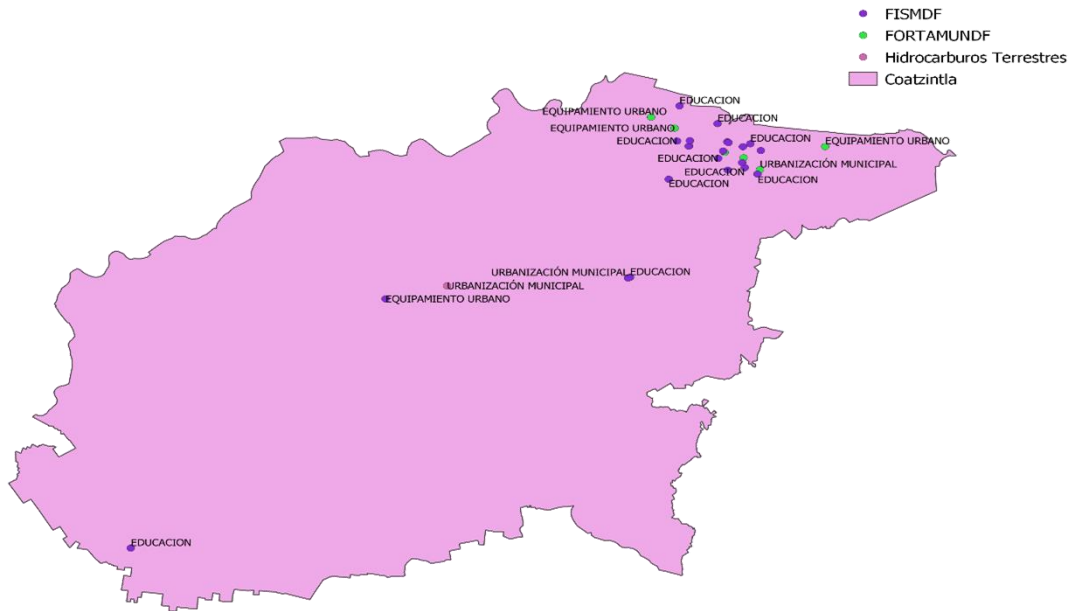 FISMDF
FORTAMUNDF
Hidrocarburos Terrestres
Coatzintla
EDUCACION
EQUIPAMIENTO URBANO
EDUCACION
EQUIPAMIENTO URBANO
EDUCACION
EDUCACION
EQUIPAMIENTO URBANO
EDUCACION
URBANIZACIÓN MUNICIPAL
EDUCACION
EDUCACION
EDUCACION
URBANIZACIÓN MUNICIPAL
EDUCACION
URBANIZACIÓN MUNICIPAL
EQUIPAMIENTO URBANO
EDUCACION